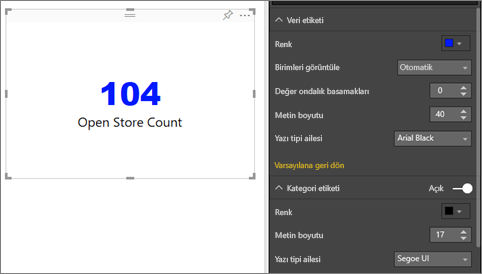 104
Open Store Count
Veri etiketi
Renk
Birimleri görüntüle Otomatik
Değer ondalık basamakları 0
Metin boyutu 40
Yazı tipi ailesi Arial Black
Varsayılana geri dön
Kategori etiketi Açık
Renk
Metin boyutu 17
Yazı tipi ailesi Segoe UI